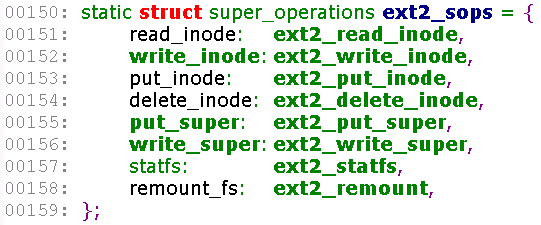 00150: static struct super_operations ext2_sops = {
00151:     read_inode:   ext2_read_inode,
00152:     write_inode:  ext2_write_inode,
00153:     put_inode:    ext2_put_inode,
00154:     delete_inode: ext2_delete_inode,
00155:     put_super:    ext2_put_super,
00156:     write_super:  ext2_write_super,
00157:     statfs:       ext2_statfs,
00158:     remount_fs:   ext2_remount,
00159: };